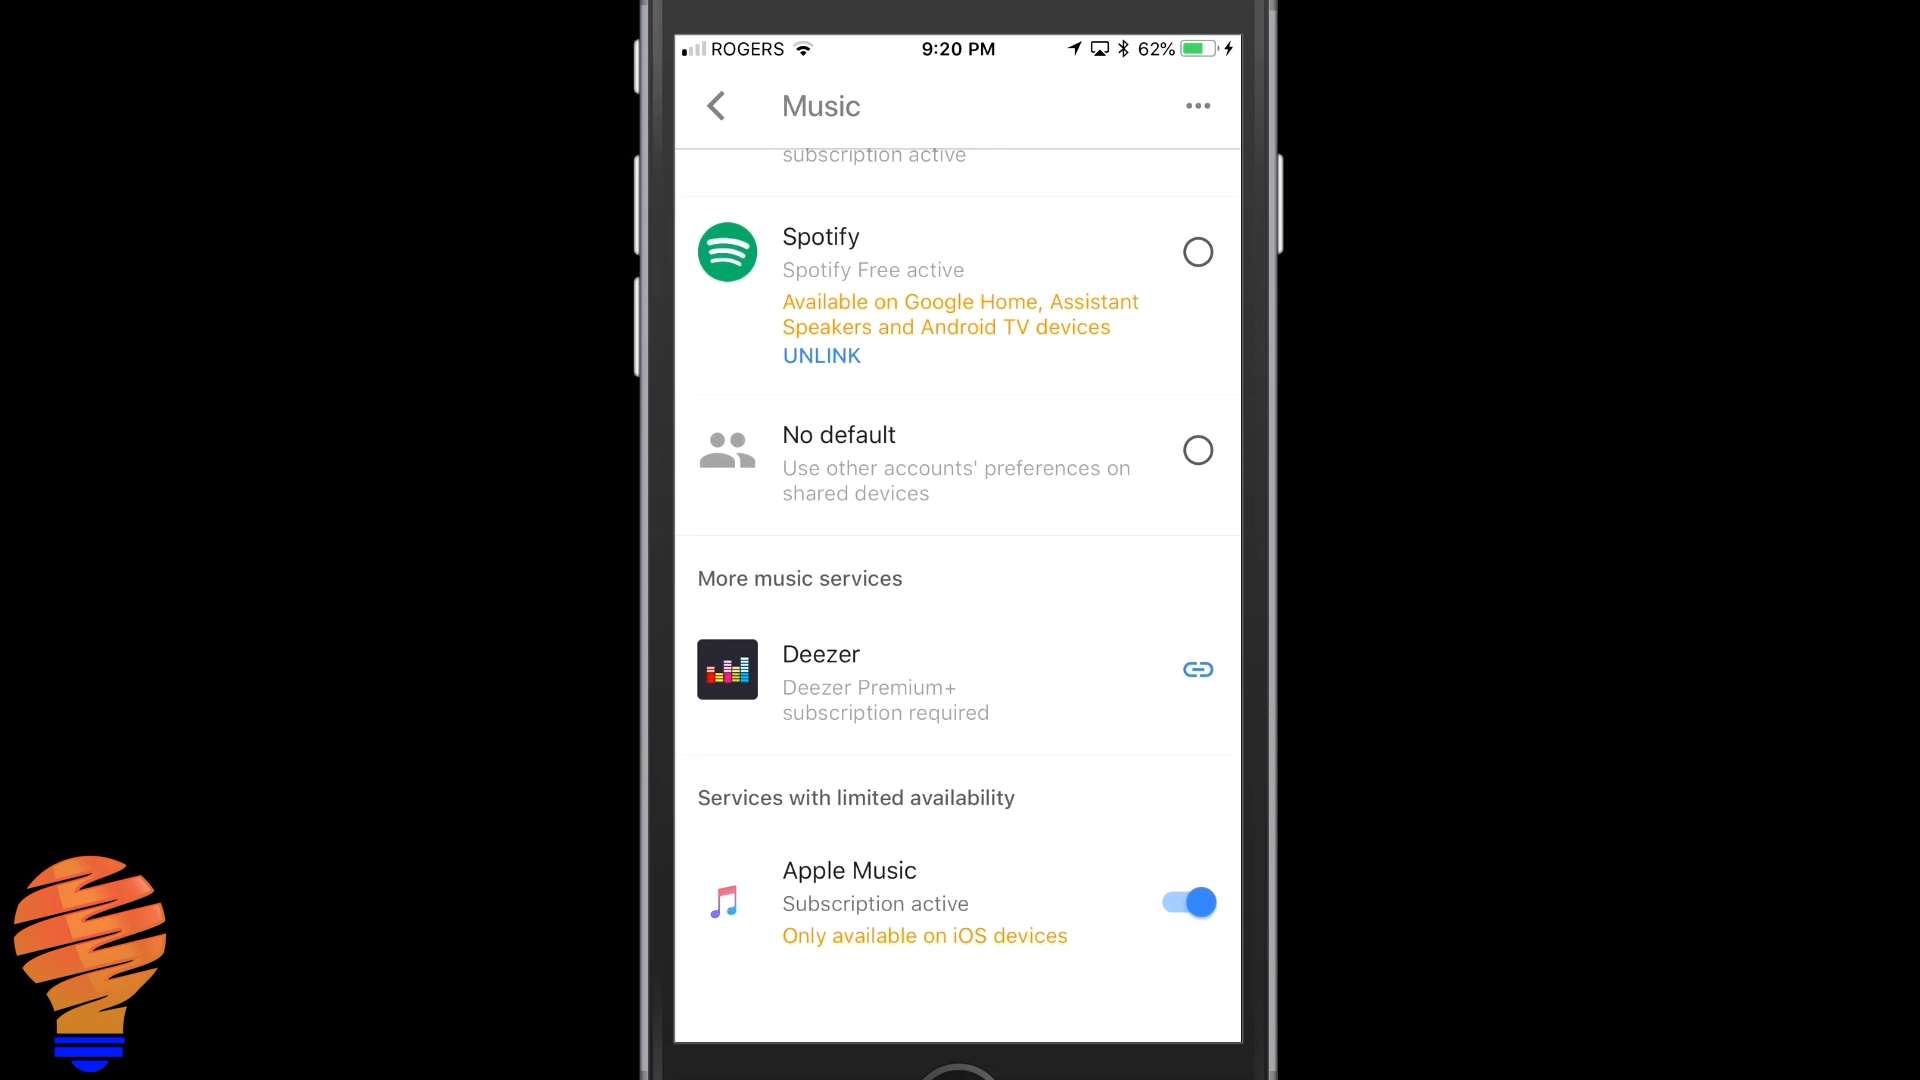 ROGERS 9:20 PM 62%
Music
subscription active
Spotify
Spotify Free active
Available on Google Home, Assistant
Speakers and Android TV devices
UNLINK
No default
Use other accounts' preferences on
shared devices
More music services
Deezer
Deezer Premium+
subscription required
Services with limited availability
Apple Music
Subscription active
Only available on iOS devices